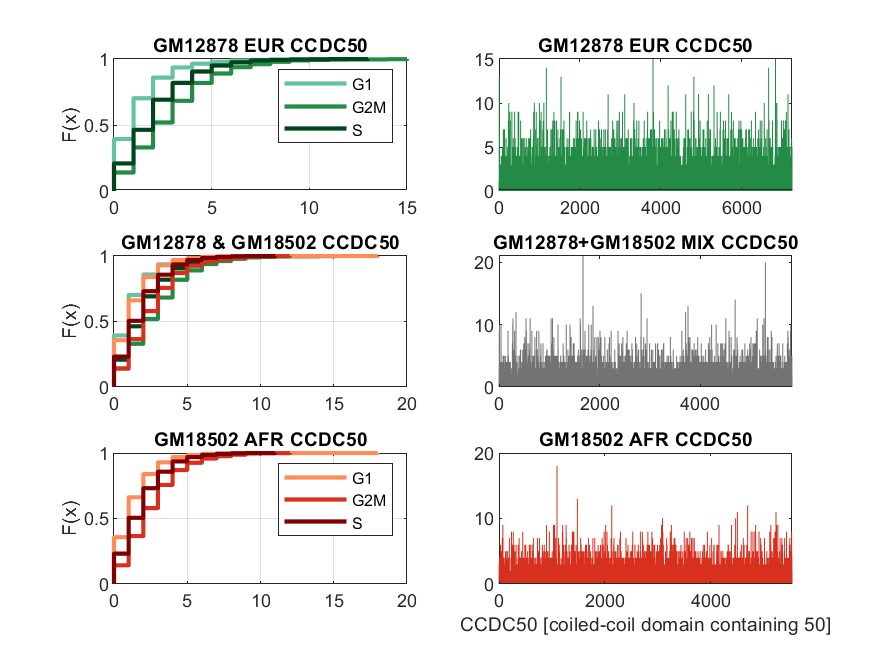 GM12878 EUR CCDC50
F(x)
1
0.5
0
0 5 10 15
G1
G2M
S
GM12878 EUR CCDC50
15
10
5
0
0 2000 4000 6000
GM12878 & GM18502 CCDC50
F(x)
1
0.5
0
0 5 10 15 20
GM12878+GM18502 MIX CCDC50
20
10
0
0 2000 4000
GM18502 AFR CCDC50
F(x)
1
0.5
0
0 5 10 15 20
G1
G2M
S
GM18502 AFR CCDC50
20
10
0
0 2000 4000
CCDC50 [coiled-coil domain containing 50]